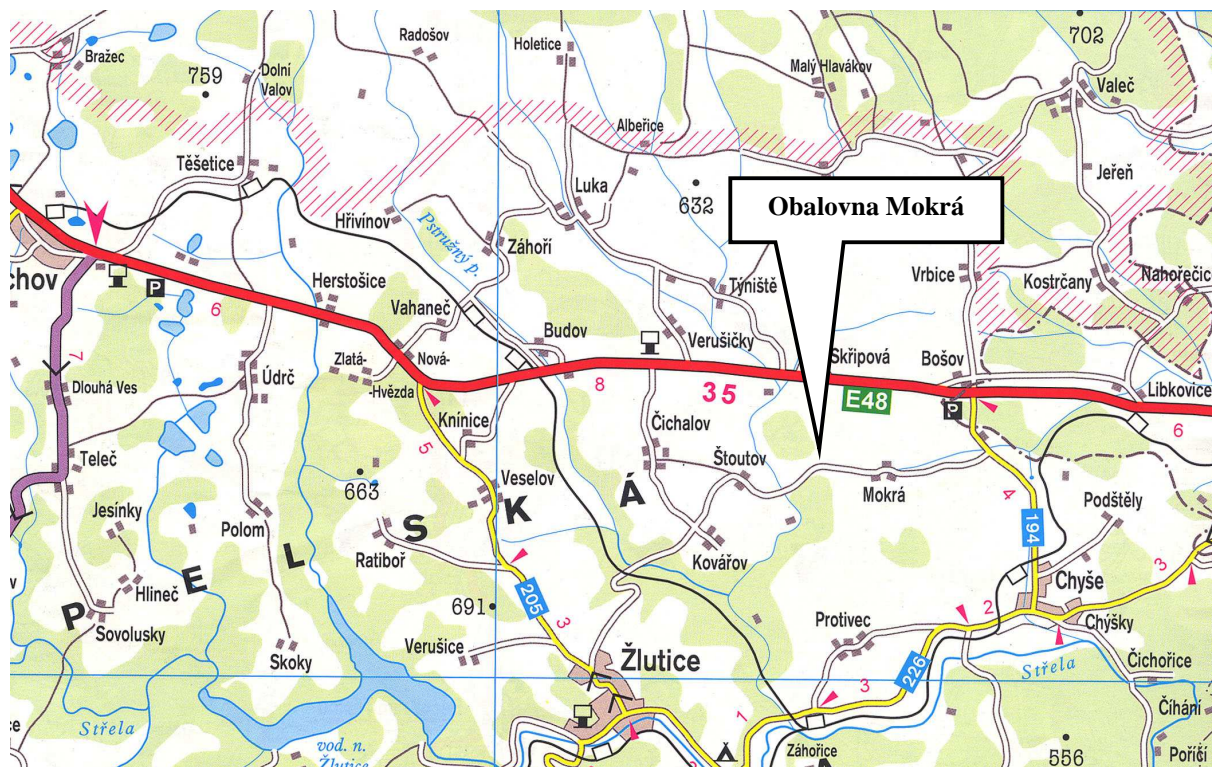 Bražec
759
Dolní
Valov
Radošov
Holetice
702
Malý Hlavákov
Valeč
Albeřice
Těšetice
Luka
632
Obalovna Mokrá
Jeřeň
Hřivínov
Pstružný p.
Záhoří
Týniště
Vrbice
Kostrčany
Nahořečic
chov
P
6
Herstošice
Vahaneč
Budov
Verušičky
Skřipová
Bošov
Libkovice
7
Zlatá-
Nová-
-Hvězda
8
35
E48
P
6
Dlouhá Ves
Údrč
Knínice
5
Čichalov
Štoutov
Mokrá
4
Podštěly
Teleč
663
Veselov
Jesínky
Polom
P
E
L
S
K
Á
Ratiboř
Kovářov
194
Hlineč
Sovolusky
691
205
3
Chyše
3
2
Chýšky
Protivec
Skoky
Verušice
Žlutice
226
3
Střela
Čichořice
Střela
vod. n.
Žlutice
1
Záhořice
556
Číhání
Poříčí